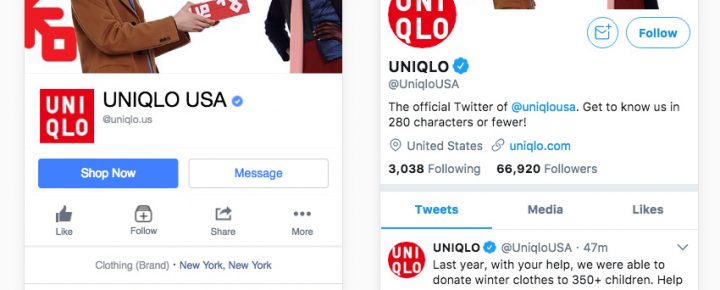 UNI
QLO
UNIQLO USA
@uniqlo.us
Shop Now
Message
Like
Follow
Share
More
Clothing (Brand) · New York, New York
UNI
QLO
Follow
UNIQLO
@UniqloUSA
The official Twitter of @uniqlousa. Get to know us in
280 characters or fewer!
United States
uniqlo.com
3,038 Following
66,920 Followers
Tweets
Media
Likes
UNI
QLO
UNIQLO @UniqloUSA · 47m
Last year, with your help, we were able to
donate winter clothes to 350+ children. Help